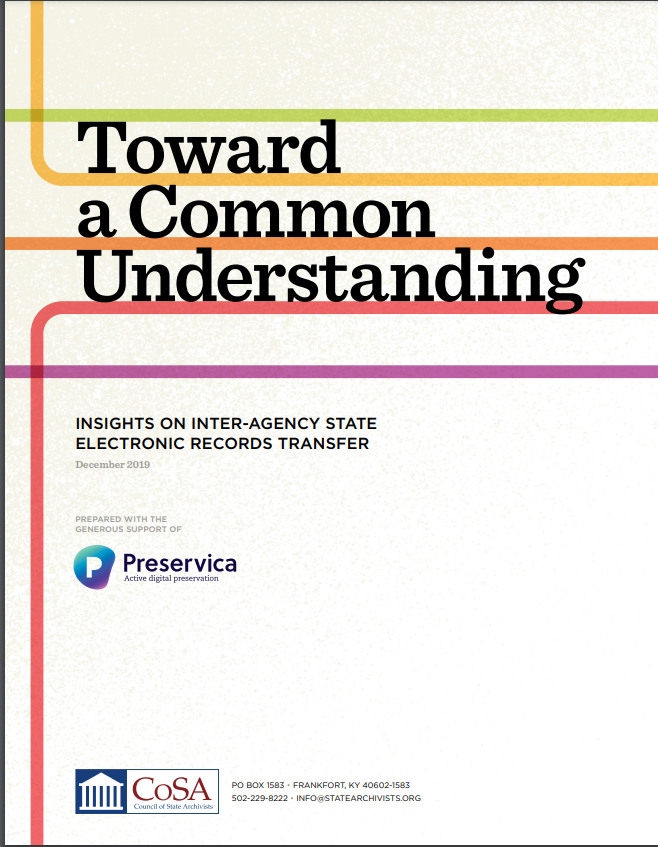 Toward
a Common
Understanding
INSIGHTS ON INTER-AGENCY STATE
ELECTRONIC RECORDS TRANSFER
December 2019
PREPARED WITH THE
GENEROUS SUPPORT OF
P
Preservica
Active digital preservation
CoSA
Council of State Archivists
PO BOX 1583 • FRANKFORT, KY 40602-1583
502-229-8222 • INFO@STATEARCHIVISTS.ORG